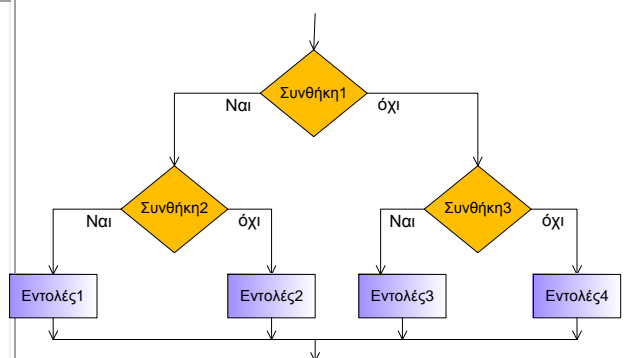 Συνθήκη1
Ναι
όχι
Συνθήκη2
Συνθήκη3
Ναι
όχι
Ναι
όχι
Εντολές1
Εντολές2
Εντολές3
Εντολές4